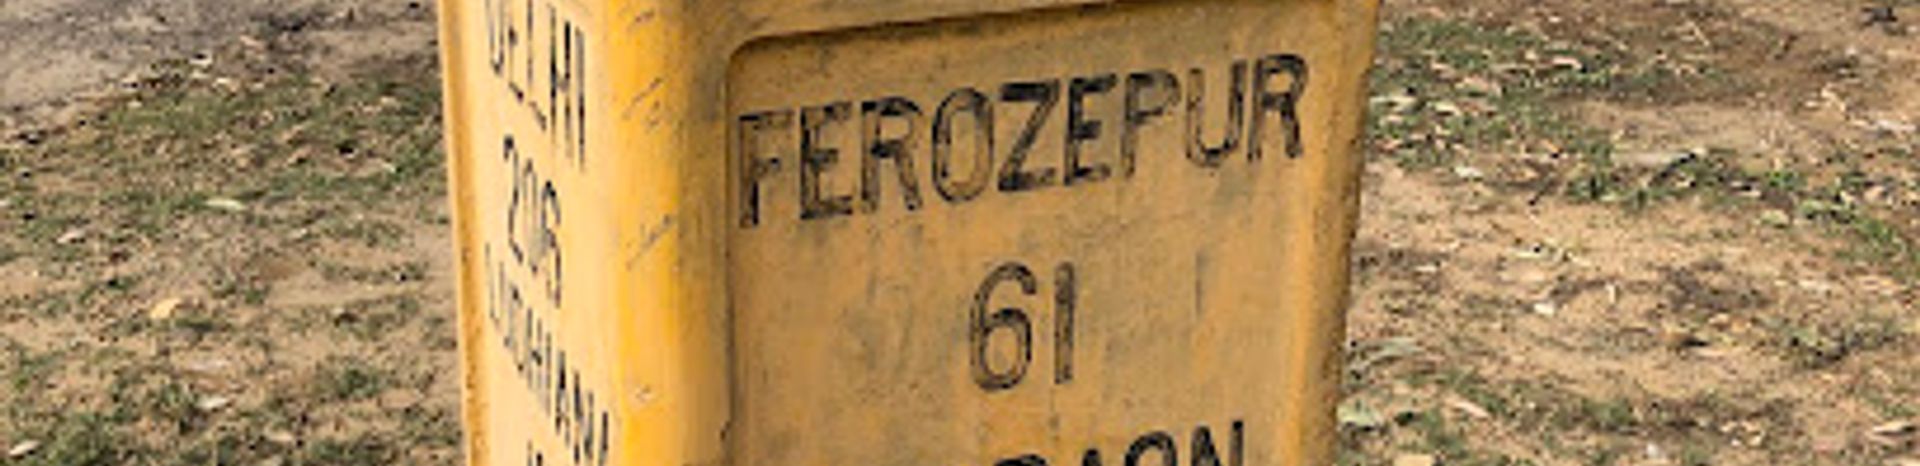 DELHI
206
LUDHIANA
FEROZEPUR
61